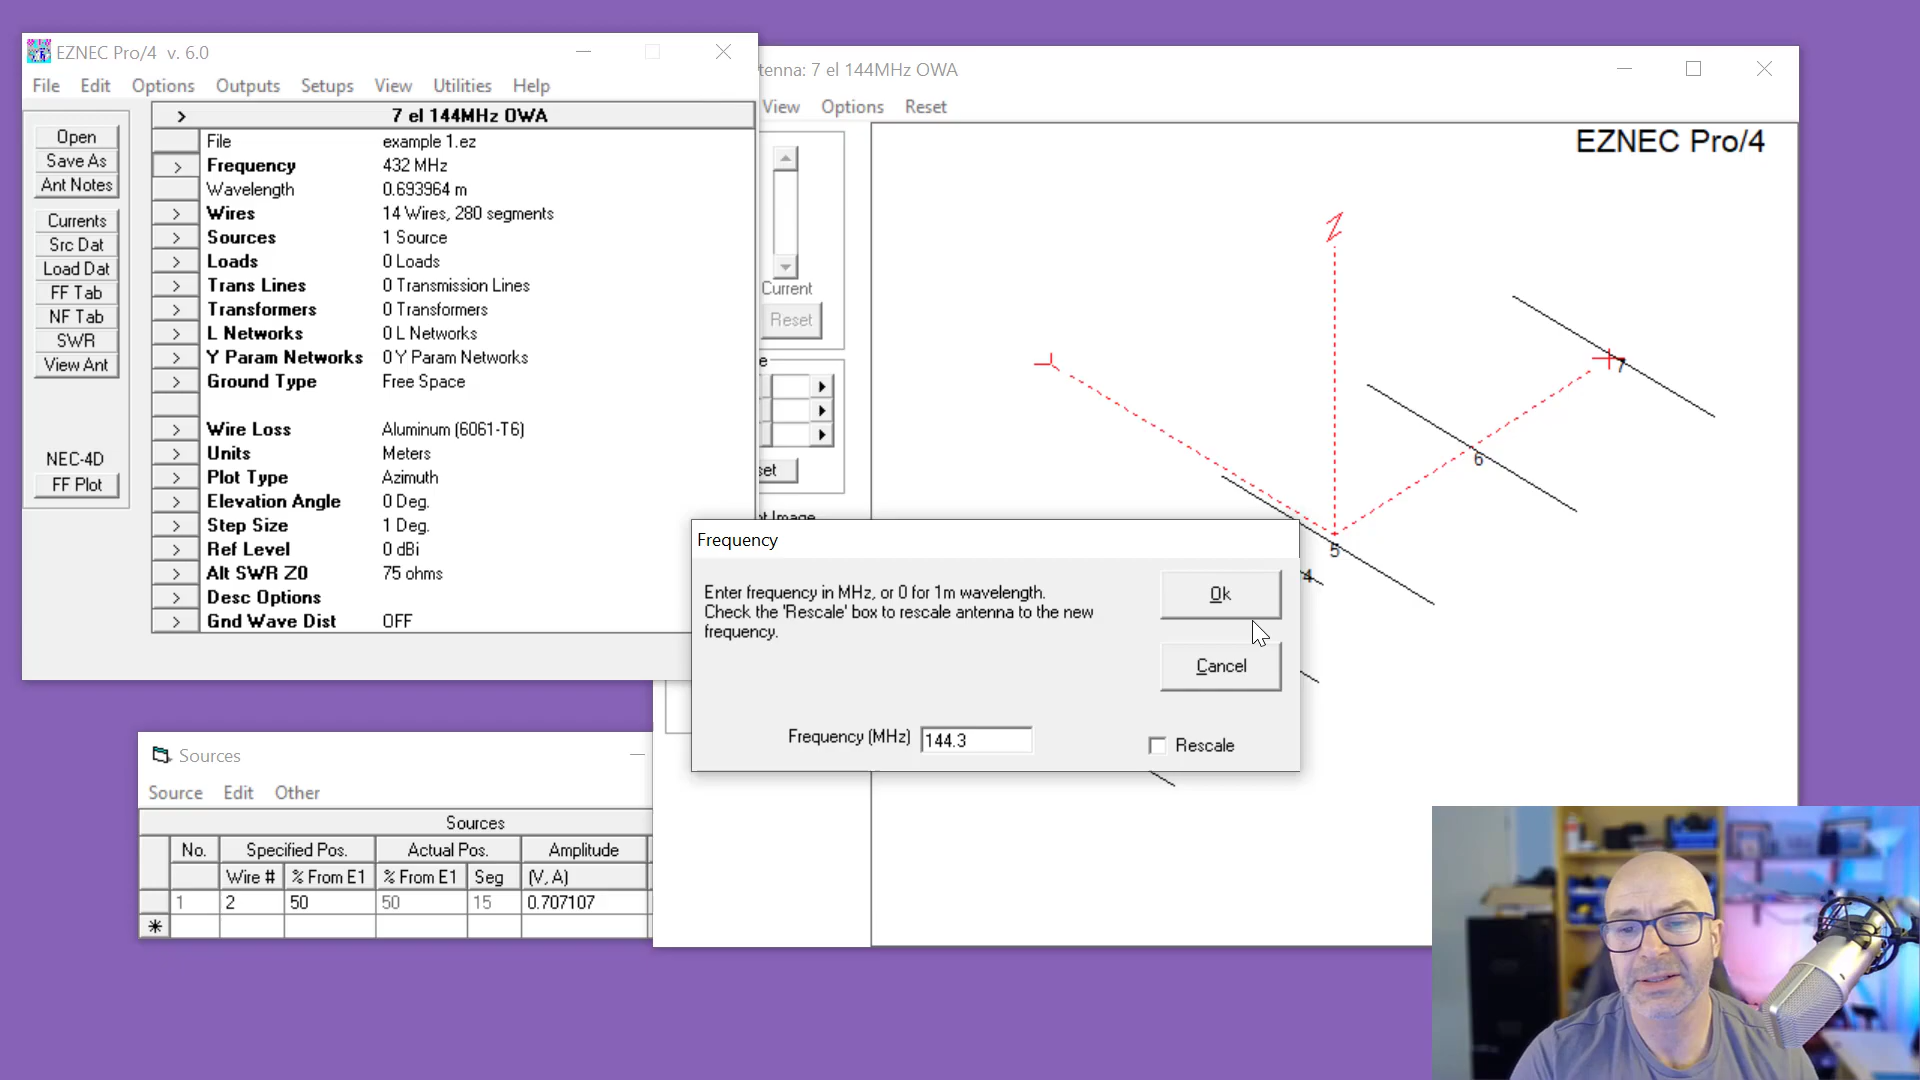 EZNEC Pro/4 v. 6.0
File Edit Options Outputs Setups View Utilities Help
> 7 el 144MHz OWA
Open
Save As
Ant Notes
Currents
Src Dat
Load Dat
FF Tab
NF Tab
SWR
View Ant
NEC-4D
FF Plot
File example 1.ez
> Frequency 432 MHz
Wavelength 0.693964 m
> Wires 14 Wires, 280 segments
> Sources 1 Source
> Loads 0 Loads
> Trans Lines 0 Transmission Lines
> Transformers 0 Transformers
> L Networks 0 L Networks
> Y Param Networks 0 Y Param Networks
> Ground Type Free Space
> Wire Loss Aluminum (6061-T6)
> Units Meters
> Plot Type Azimuth
> Elevation Angle 0 Deg.
> Step Size 1 Deg.
> Ref Level 0 dBi
> Alt SWR Z0 75 ohms
> Desc Options
> Gnd Wave Dist OFF
tenna: 7 el 144MHz OWA
View Options Reset
Current
Reset
e
set
nt Image
EZNEC Pro/4
Z
7
6
5
4
Frequency
Enter frequency in MHz, or 0 for 1m wavelength.
Check the 'Rescale' box to rescale antenna to the new
frequency.
Ok
Cancel
Frequency (MHz) 144.3
Rescale
Sources
Source Edit Other
Sources
No. Specified Pos. Actual Pos. Amplitude
Wire # % From E1 % From E1 Seg (V, A)
1 2 50 50 15 0.707107
*